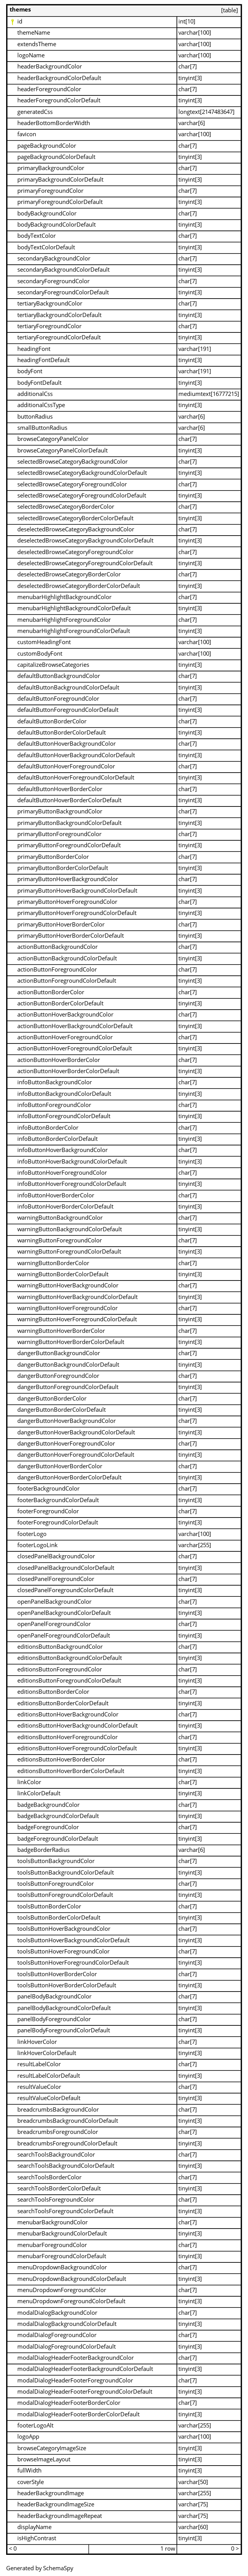 themes [table]
id int[10]
themeName varchar[100]
extendsTheme varchar[100]
logoName varchar[100]
headerBackgroundColor char[7]
headerBackgroundColorDefault tinyint[3]
headerForegroundColor char[7]
headerForegroundColorDefault tinyint[3]
generatedCss longtext[2147483647]
headerBottomBorderWidth varchar[6]
favicon varchar[100]
pageBackgroundColor char[7]
pageBackgroundColorDefault tinyint[3]
primaryBackgroundColor char[7]
primaryBackgroundColorDefault tinyint[3]
primaryForegroundColor char[7]
primaryForegroundColorDefault tinyint[3]
bodyBackgroundColor char[7]
bodyBackgroundColorDefault tinyint[3]
bodyTextColor char[7]
bodyTextColorDefault tinyint[3]
secondaryBackgroundColor char[7]
secondaryBackgroundColorDefault tinyint[3]
secondaryForegroundColor char[7]
secondaryForegroundColorDefault tinyint[3]
tertiaryBackgroundColor char[7]
tertiaryBackgroundColorDefault tinyint[3]
tertiaryForegroundColor char[7]
tertiaryForegroundColorDefault tinyint[3]
headingFont varchar[191]
headingFontDefault tinyint[3]
bodyFont varchar[191]
bodyFontDefault tinyint[3]
additionalCss mediumtext[16777215]
additionalCssType tinyint[3]
buttonRadius varchar[6]
smallButtonRadius varchar[6]
browseCategoryPanelColor char[7]
browseCategoryPanelColorDefault tinyint[3]
selectedBrowseCategoryBackgroundColor char[7]
selectedBrowseCategoryBackgroundColorDefault tinyint[3]
selectedBrowseCategoryForegroundColor char[7]
selectedBrowseCategoryForegroundColorDefault tinyint[3]
selectedBrowseCategoryBorderColor char[7]
selectedBrowseCategoryBorderColorDefault tinyint[3]
deselectedBrowseCategoryBackgroundColor char[7]
deselectedBrowseCategoryBackgroundColorDefault tinyint[3]
deselectedBrowseCategoryForegroundColor char[7]
deselectedBrowseCategoryForegroundColorDefault tinyint[3]
deselectedBrowseCategoryBorderColor char[7]
deselectedBrowseCategoryBorderColorDefault tinyint[3]
menubarHighlightBackgroundColor char[7]
menubarHighlightBackgroundColorDefault tinyint[3]
menubarHighlightForegroundColor char[7]
menubarHighlightForegroundColorDefault tinyint[3]
customHeadingFont varchar[100]
customBodyFont varchar[100]
capitalizeBrowseCategories tinyint[3]
defaultButtonBackgroundColor char[7]
defaultButtonBackgroundColorDefault tinyint[3]
defaultButtonForegroundColor char[7]
defaultButtonForegroundColorDefault tinyint[3]
defaultButtonBorderColor char[7]
defaultButtonBorderColorDefault tinyint[3]
defaultButtonHoverBackgroundColor char[7]
defaultButtonHoverBackgroundColorDefault tinyint[3]
defaultButtonHoverForegroundColor char[7]
defaultButtonHoverForegroundColorDefault tinyint[3]
defaultButtonHoverBorderColor char[7]
defaultButtonHoverBorderColorDefault tinyint[3]
primaryButtonBackgroundColor char[7]
primaryButtonBackgroundColorDefault tinyint[3]
primaryButtonForegroundColor char[7]
primaryButtonForegroundColorDefault tinyint[3]
primaryButtonBorderColor char[7]
primaryButtonBorderColorDefault tinyint[3]
primaryButtonHoverBackgroundColor char[7]
primaryButtonHoverBackgroundColorDefault tinyint[3]
primaryButtonHoverForegroundColor char[7]
primaryButtonHoverForegroundColorDefault tinyint[3]
primaryButtonHoverBorderColor char[7]
primaryButtonHoverBorderColorDefault tinyint[3]
actionButtonBackgroundColor char[7]
actionButtonBackgroundColorDefault tinyint[3]
actionButtonForegroundColor char[7]
actionButtonForegroundColorDefault tinyint[3]
actionButtonBorderColor char[7]
actionButtonBorderColorDefault tinyint[3]
actionButtonHoverBackgroundColor char[7]
actionButtonHoverBackgroundColorDefault tinyint[3]
actionButtonHoverForegroundColor char[7]
actionButtonHoverForegroundColorDefault tinyint[3]
actionButtonHoverBorderColor char[7]
actionButtonHoverBorderColorDefault tinyint[3]
infoButtonBackgroundColor char[7]
infoButtonBackgroundColorDefault tinyint[3]
infoButtonForegroundColor char[7]
infoButtonForegroundColorDefault tinyint[3]
infoButtonBorderColor char[7]
infoButtonBorderColorDefault tinyint[3]
infoButtonHoverBackgroundColor char[7]
infoButtonHoverBackgroundColorDefault tinyint[3]
infoButtonHoverForegroundColor char[7]
infoButtonHoverForegroundColorDefault tinyint[3]
infoButtonHoverBorderColor char[7]
infoButtonHoverBorderColorDefault tinyint[3]
warningButtonBackgroundColor char[7]
warningButtonBackgroundColorDefault tinyint[3]
warningButtonForegroundColor char[7]
warningButtonForegroundColorDefault tinyint[3]
warningButtonBorderColor char[7]
warningButtonBorderColorDefault tinyint[3]
warningButtonHoverBackgroundColor char[7]
warningButtonHoverBackgroundColorDefault tinyint[3]
warningButtonHoverForegroundColor char[7]
warningButtonHoverForegroundColorDefault tinyint[3]
warningButtonHoverBorderColor char[7]
warningButtonHoverBorderColorDefault tinyint[3]
dangerButtonBackgroundColor char[7]
dangerButtonBackgroundColorDefault tinyint[3]
dangerButtonForegroundColor char[7]
dangerButtonForegroundColorDefault tinyint[3]
dangerButtonBorderColor char[7]
dangerButtonBorderColorDefault tinyint[3]
dangerButtonHoverBackgroundColor char[7]
dangerButtonHoverBackgroundColorDefault tinyint[3]
dangerButtonHoverForegroundColor char[7]
dangerButtonHoverForegroundColorDefault tinyint[3]
dangerButtonHoverBorderColor char[7]
dangerButtonHoverBorderColorDefault tinyint[3]
footerBackgroundColor char[7]
footerBackgroundColorDefault tinyint[3]
footerForegroundColor char[7]
footerForegroundColorDefault tinyint[3]
footerLogo varchar[100]
footerLogoLink varchar[255]
closedPanelBackgroundColor char[7]
closedPanelBackgroundColorDefault tinyint[3]
closedPanelForegroundColor char[7]
closedPanelForegroundColorDefault tinyint[3]
openPanelBackgroundColor char[7]
openPanelBackgroundColorDefault tinyint[3]
openPanelForegroundColor char[7]
openPanelForegroundColorDefault tinyint[3]
editionsButtonBackgroundColor char[7]
editionsButtonBackgroundColorDefault tinyint[3]
editionsButtonForegroundColor char[7]
editionsButtonForegroundColorDefault tinyint[3]
editionsButtonBorderColor char[7]
editionsButtonBorderColorDefault tinyint[3]
editionsButtonHoverBackgroundColor char[7]
editionsButtonHoverBackgroundColorDefault tinyint[3]
editionsButtonHoverForegroundColor char[7]
editionsButtonHoverForegroundColorDefault tinyint[3]
editionsButtonHoverBorderColor char[7]
editionsButtonHoverBorderColorDefault tinyint[3]
linkColor char[7]
linkColorDefault tinyint[3]
badgeBackgroundColor char[7]
badgeBackgroundColorDefault tinyint[3]
badgeForegroundColor char[7]
badgeForegroundColorDefault tinyint[3]
badgeBorderRadius varchar[6]
toolsButtonBackgroundColor char[7]
toolsButtonBackgroundColorDefault tinyint[3]
toolsButtonForegroundColor char[7]
toolsButtonForegroundColorDefault tinyint[3]
toolsButtonBorderColor char[7]
toolsButtonBorderColorDefault tinyint[3]
toolsButtonHoverBackgroundColor char[7]
toolsButtonHoverBackgroundColorDefault tinyint[3]
toolsButtonHoverForegroundColor char[7]
toolsButtonHoverForegroundColorDefault tinyint[3]
toolsButtonHoverBorderColor char[7]
toolsButtonHoverBorderColorDefault tinyint[3]
panelBodyBackgroundColor char[7]
panelBodyBackgroundColorDefault tinyint[3]
panelBodyForegroundColor char[7]
panelBodyForegroundColorDefault tinyint[3]
linkHoverColor char[7]
linkHoverColorDefault tinyint[3]
resultLabelColor char[7]
resultLabelColorDefault tinyint[3]
resultValueColor char[7]
resultValueColorDefault tinyint[3]
breadcrumbsBackgroundColor char[7]
breadcrumbsBackgroundColorDefault tinyint[3]
breadcrumbsForegroundColor char[7]
breadcrumbsForegroundColorDefault tinyint[3]
searchToolsBackgroundColor char[7]
searchToolsBackgroundColorDefault tinyint[3]
searchToolsBorderColor char[7]
searchToolsBorderColorDefault tinyint[3]
searchToolsForegroundColor char[7]
searchToolsForegroundColorDefault tinyint[3]
menubarBackgroundColor char[7]
menubarBackgroundColorDefault tinyint[3]
menubarForegroundColor char[7]
menubarForegroundColorDefault tinyint[3]
menuDropdownBackgroundColor char[7]
menuDropdownBackgroundColorDefault tinyint[3]
menuDropdownForegroundColor char[7]
menuDropdownForegroundColorDefault tinyint[3]
modalDialogBackgroundColor char[7]
modalDialogBackgroundColorDefault tinyint[3]
modalDialogForegroundColor char[7]
modalDialogForegroundColorDefault tinyint[3]
modalDialogHeaderFooterBackgroundColor char[7]
modalDialogHeaderFooterBackgroundColorDefault tinyint[3]
modalDialogHeaderFooterForegroundColor char[7]
modalDialogHeaderFooterForegroundColorDefault tinyint[3]
modalDialogHeaderFooterBorderColor char[7]
modalDialogHeaderFooterBorderColorDefault tinyint[3]
footerLogoAlt varchar[255]
logoApp varchar[100]
browseCategoryImageSize tinyint[3]
browseImageLayout tinyint[3]
fullWidth tinyint[3]
coverStyle varchar[50]
headerBackgroundImage varchar[255]
headerBackgroundImageSize varchar[75]
headerBackgroundImageRepeat varchar[75]
displayName varchar[60]
isHighContrast tinyint[3]
< 0 1 row 0 >
Generated by SchemaSpy